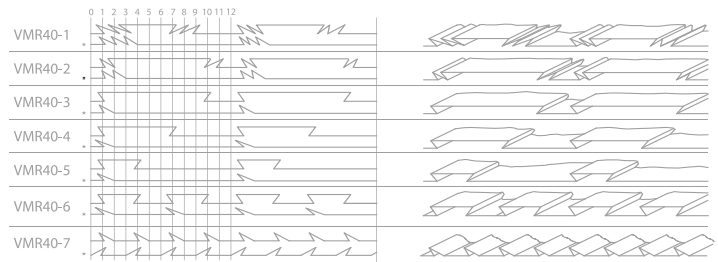 0 1 2 3 4 5 6 7 8 9 10 11 12
VMR40-1
*
VMR40-2
*
VMR40-3
*
VMR40-4
*
VMR40-5
*
VMR40-6
*
VMR40-7
*